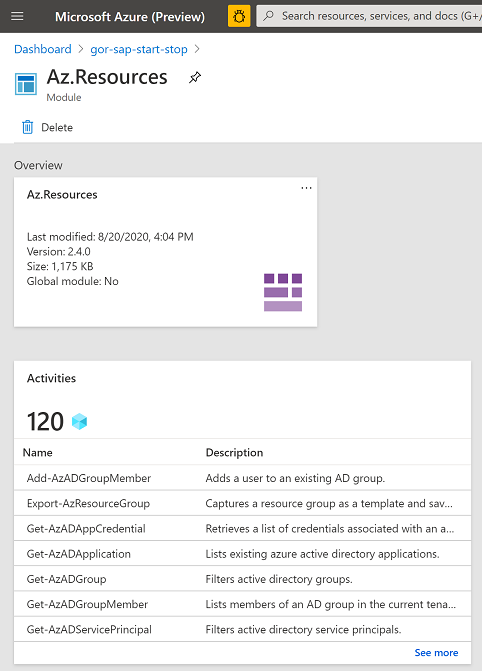 Microsoft Azure (Preview)
Search resources, services, and docs (G+/
Dashboard > gor-sap-start-stop >
Az.Resources
Module
Delete
Overview
Az.Resources
...
Last modified: 8/20/2020, 4:04 PM
Version: 2.4.0
Size: 1,175 KB
Global module: No
Activities
120
Name Description
Add-AzADGroupMember Adds a user to an existing AD group.
Export-AzResourceGroup Captures a resource group as a template and sav...
Get-AzADAppCredential Retrieves a list of credentials associated with an a...
Get-AzADApplication Lists existing azure active directory applications.
Get-AzADGroup Filters active directory groups.
Get-AzADGroupMember Lists members of an AD group in the current tena...
Get-AzADServicePrincipal Filters active directory service principals.
See more